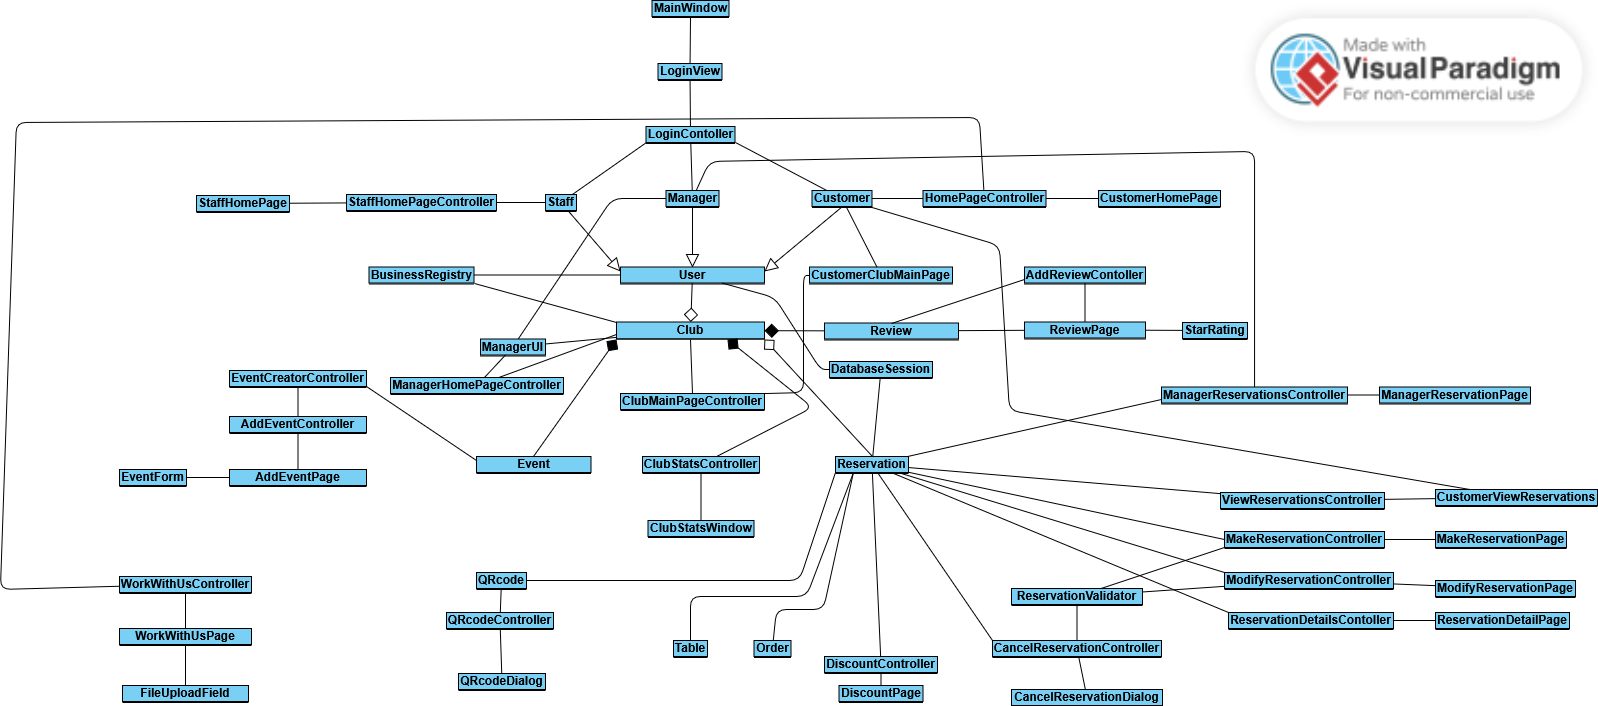 MainWindow
Made with
Visual Paradigm
For non-commercial use
LoginView
LoginContoller
StaffHomePage
StaffHomePageController
Staff
Manager
Customer
HomePageController
CustomerHomePage
BusinessRegistry
User
CustomerClubMainPage
AddReviewContoller
Club
Review
ReviewPage
StarRating
ManagerUI
DatabaseSession
EventCreatorController
ManagerHomePageController
ClubMainPageController
ManagerReservationsController
ManagerReservationPage
AddEventController
Event
ClubStatsController
Reservation
EventForm
AddEventPage
ViewReservationsController
CustomerViewReservations
ClubStatsWindow
MakeReservationController
MakeReservationPage
WorkWithUsController
QRcode
ModifyReservationController
ModifyReservationPage
ReservationValidator
QRcodeController
ReservationDetailsContoller
ReservationDetailPage
WorkWithUsPage
Table
Order
CancelReservationController
DiscountController
QRcodeDialog
FileUploadField
DiscountPage
CancelReservationDialog